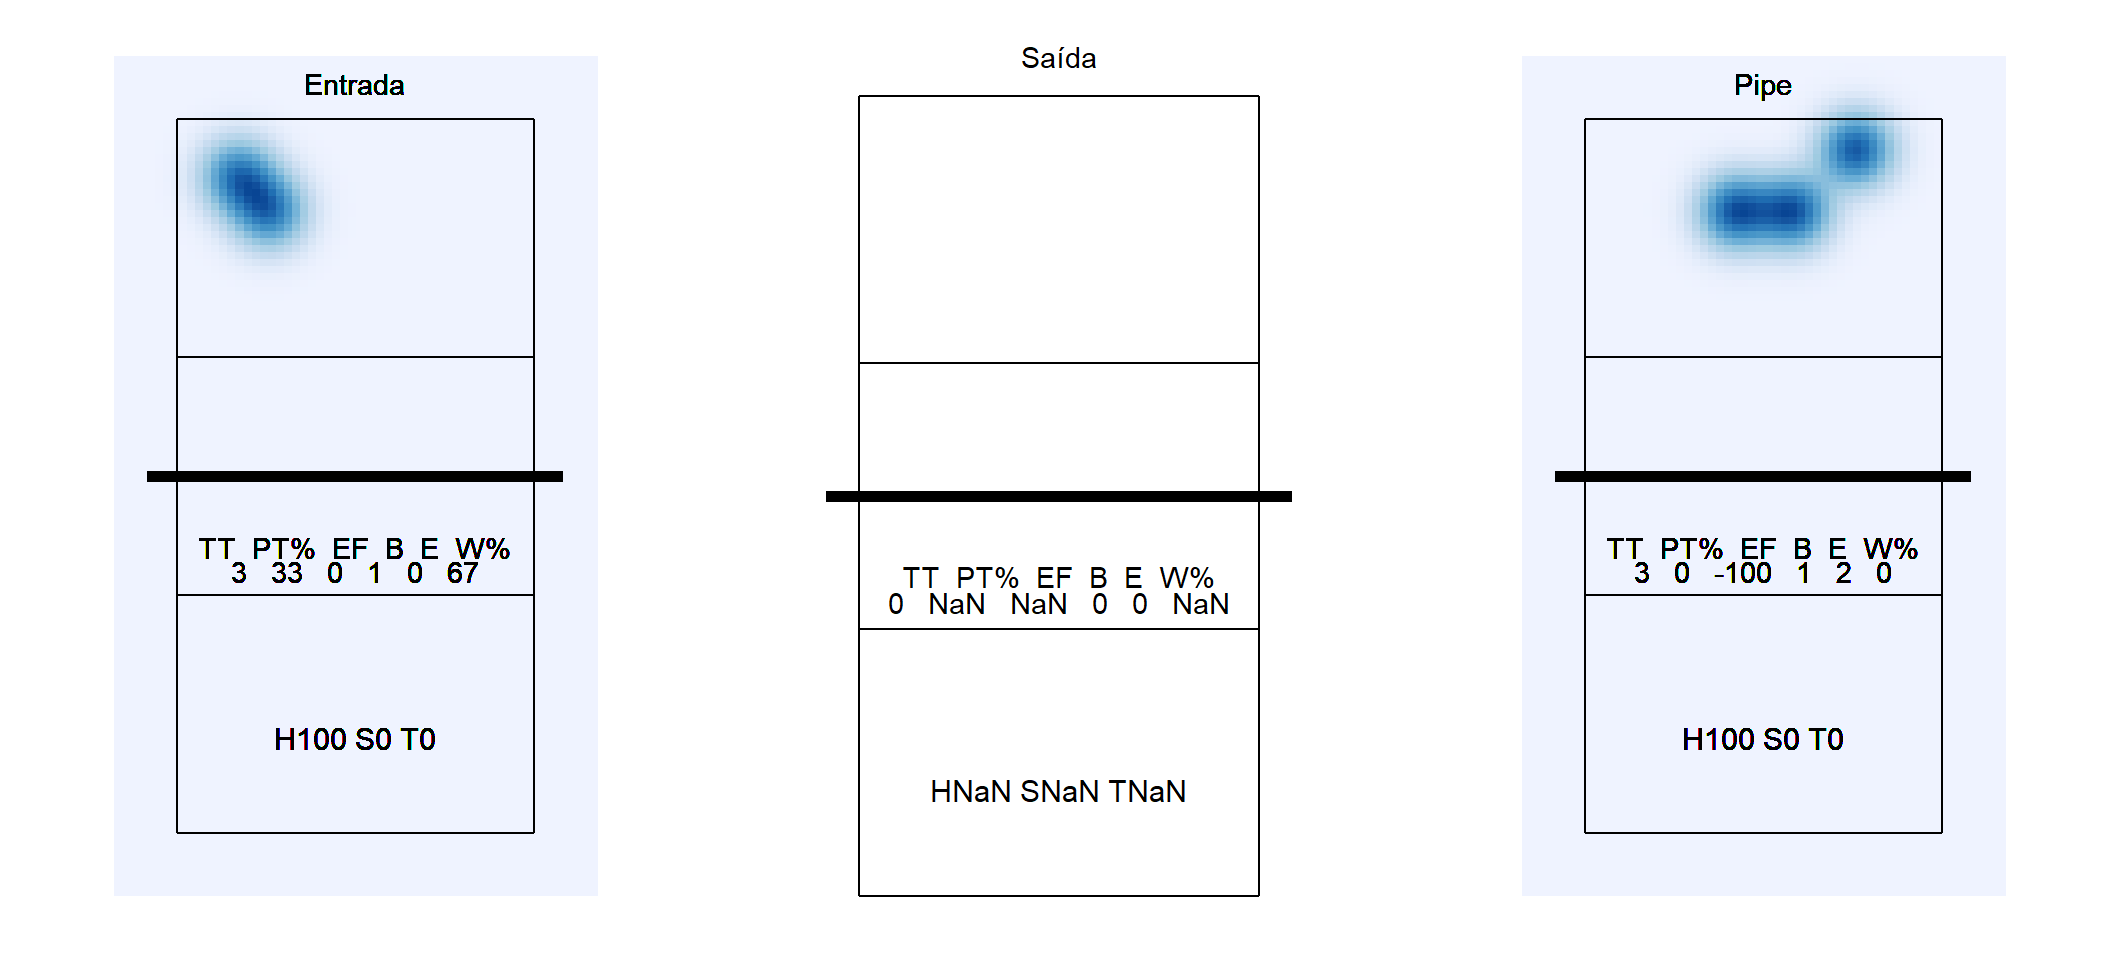 Entrada
TT PT% EF B E W%
3 33 0 1 0 67
H100 S0 T0
Saída
TT PT% EF B E W%
0 NaN NaN 0 0 NaN
HNaN SNaN TNaN
Pipe
TT PT% EF B E W%
3 0 -100 1 2 0
H100 S0 T0